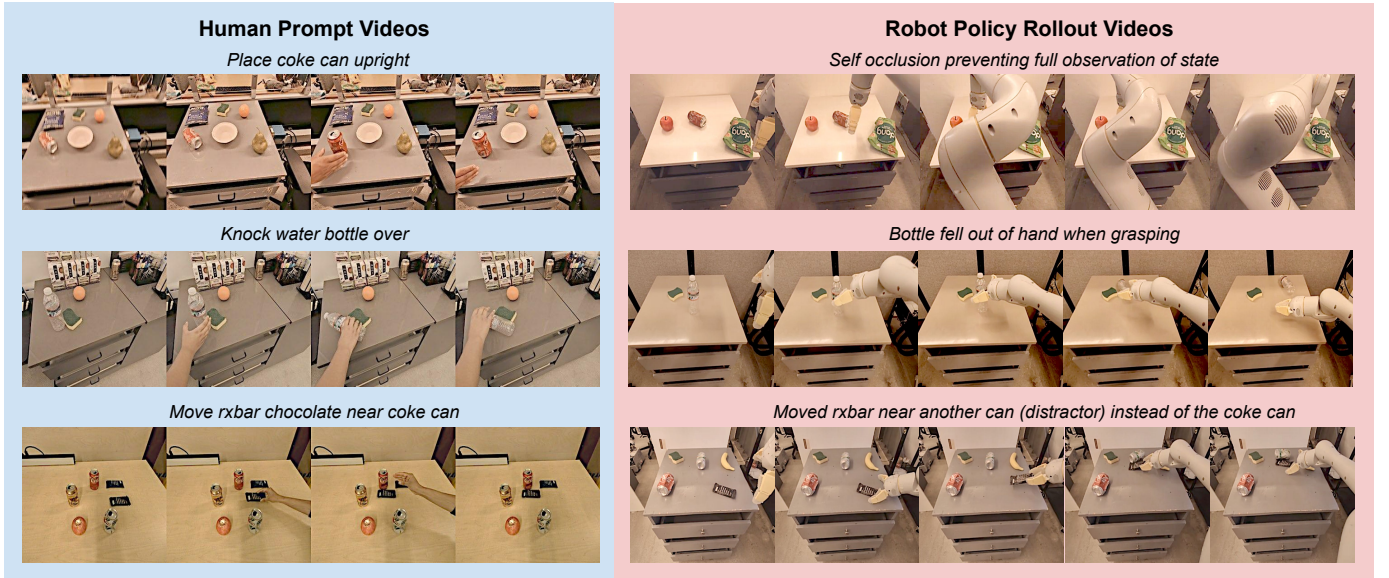 Human Prompt Videos
Place coke can upright
Knock water bottle over
Move rxbar chocolate near coke can
Robot Policy Rollout Videos
Self occlusion preventing full observation of state
Bottle fell out of hand when grasping
Moved rxbar near another can (distractor) instead of the coke can